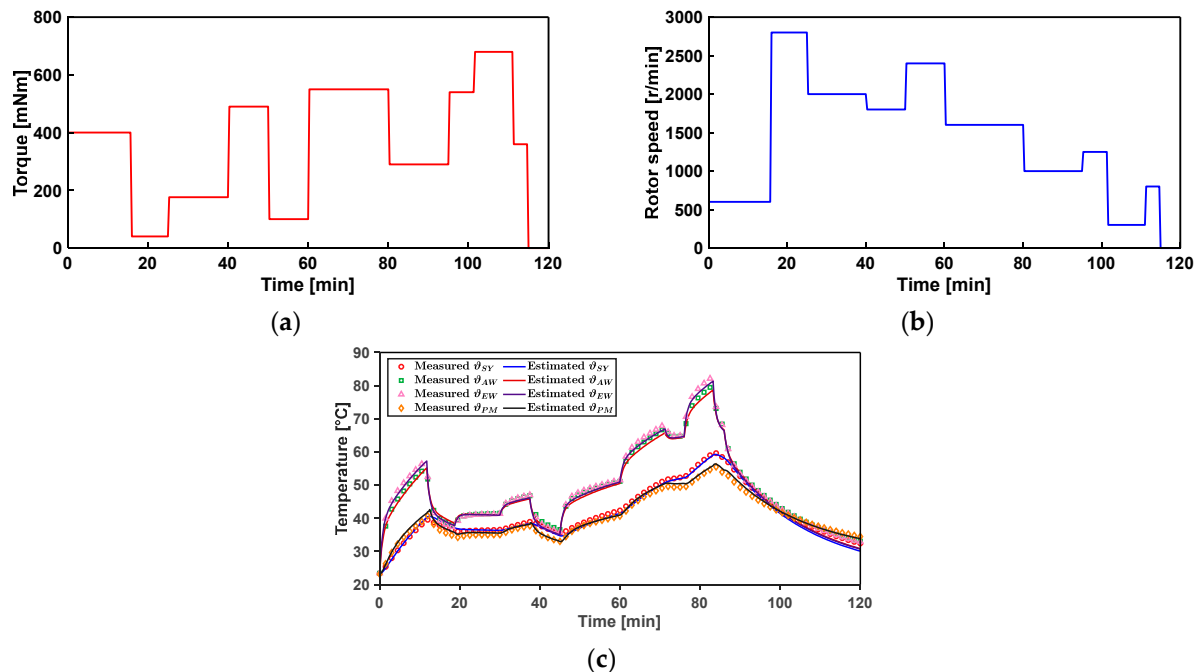 800
600
400
200
0
Torque [mNm]
0 20 40 60 80 100 120
Time [min]
(a)
3000
2500
2000
1500
1000
500
0
Rotor speed [r/min]
0 20 40 60 80 100 120
Time [min]
(b)
90
80
70
60
50
40
30
20
Temperature [°C]
Measured ϑSY Estimated ϑSY
Measured ϑAW Estimated ϑAW
Measured ϑEW Estimated ϑEW
Measured ϑPM Estimated ϑPM
0 20 40 60 80 100 120
Time [min]
(c)